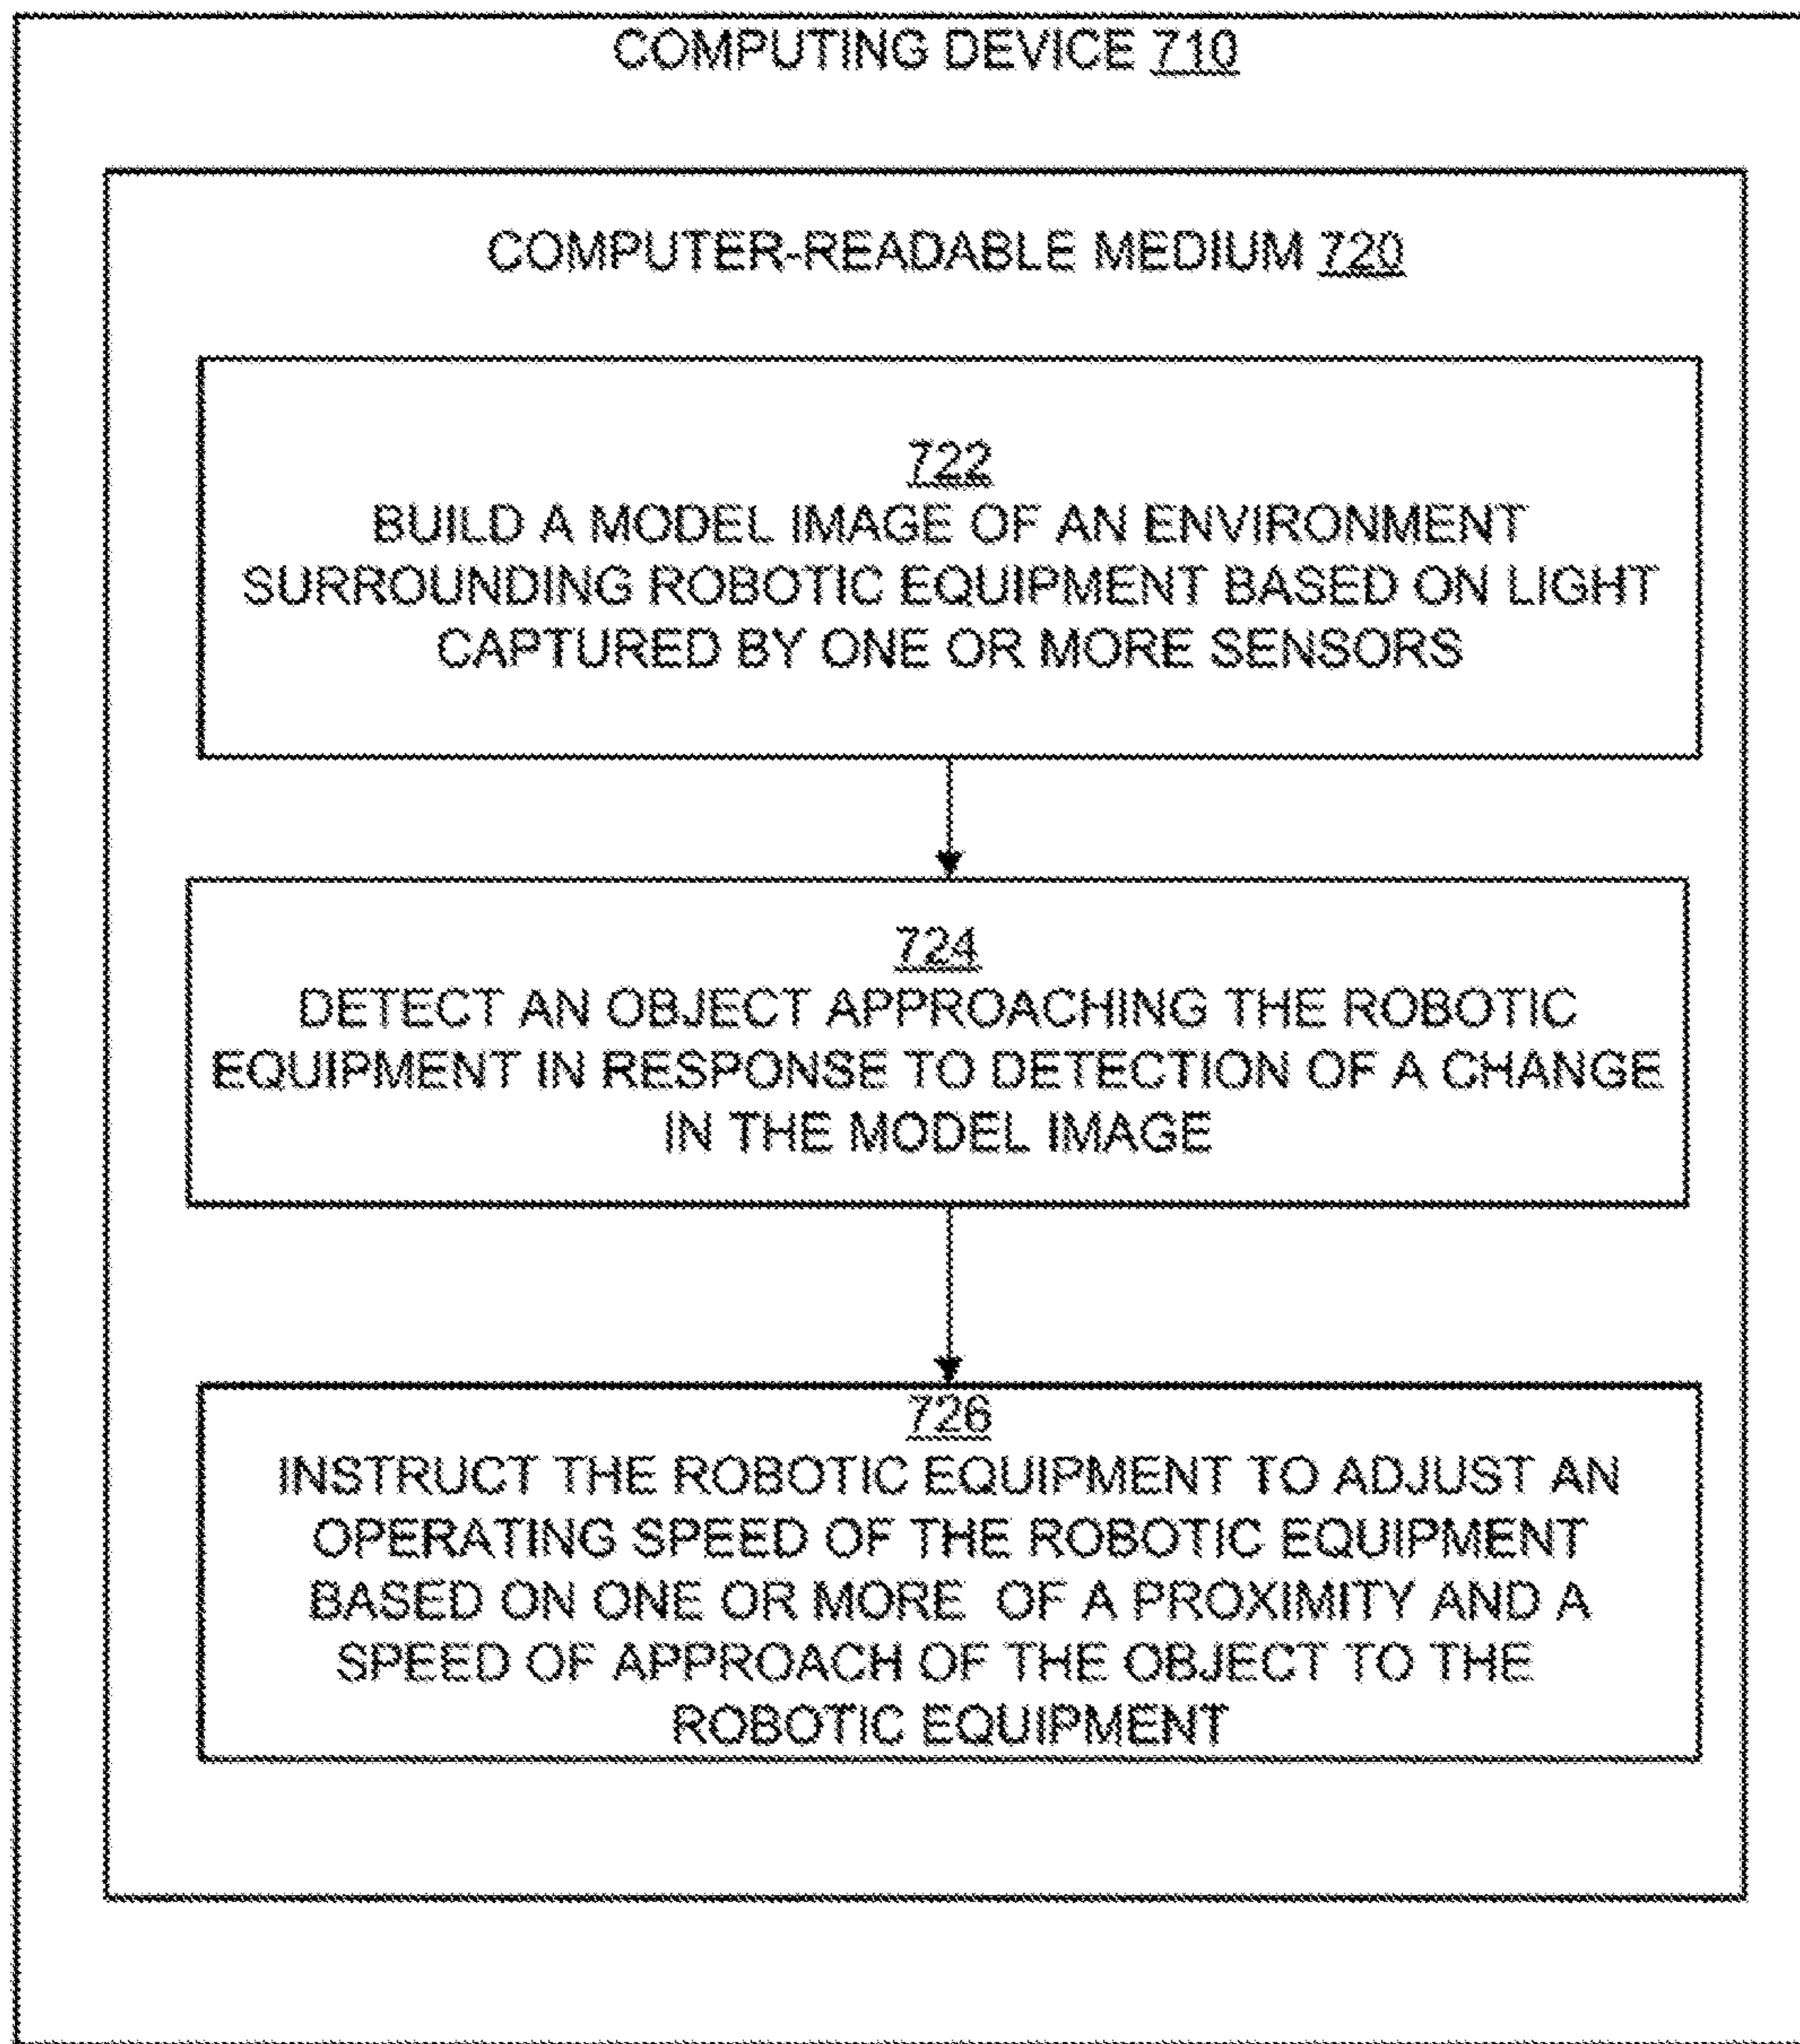 COMPUTING DEVICE 710
COMPUTER-READABLE MEDIUM 720
722
BUILD A MODEL IMAGE OF AN ENVIRONMENT
SURROUNDING ROBOTIC EQUIPMENT BASED ON LIGHT
CAPTURED BY ONE OR MORE SENSORS
724
DETECT AN OBJECT APPROACHING THE ROBOTIC
EQUIPMENT IN RESPONSE TO DETECTION OF A CHANGE
IN THE MODEL IMAGE
726
INSTRUCT THE ROBOTIC EQUIPMENT TO ADJUST AN
OPERATING SPEED OF THE ROBOTIC EQUIPMENT
BASED ON ONE OR MORE OF A PROXIMITY AND A
SPEED OF APPROACH OF THE OBJECT TO THE
ROBOTIC EQUIPMENT